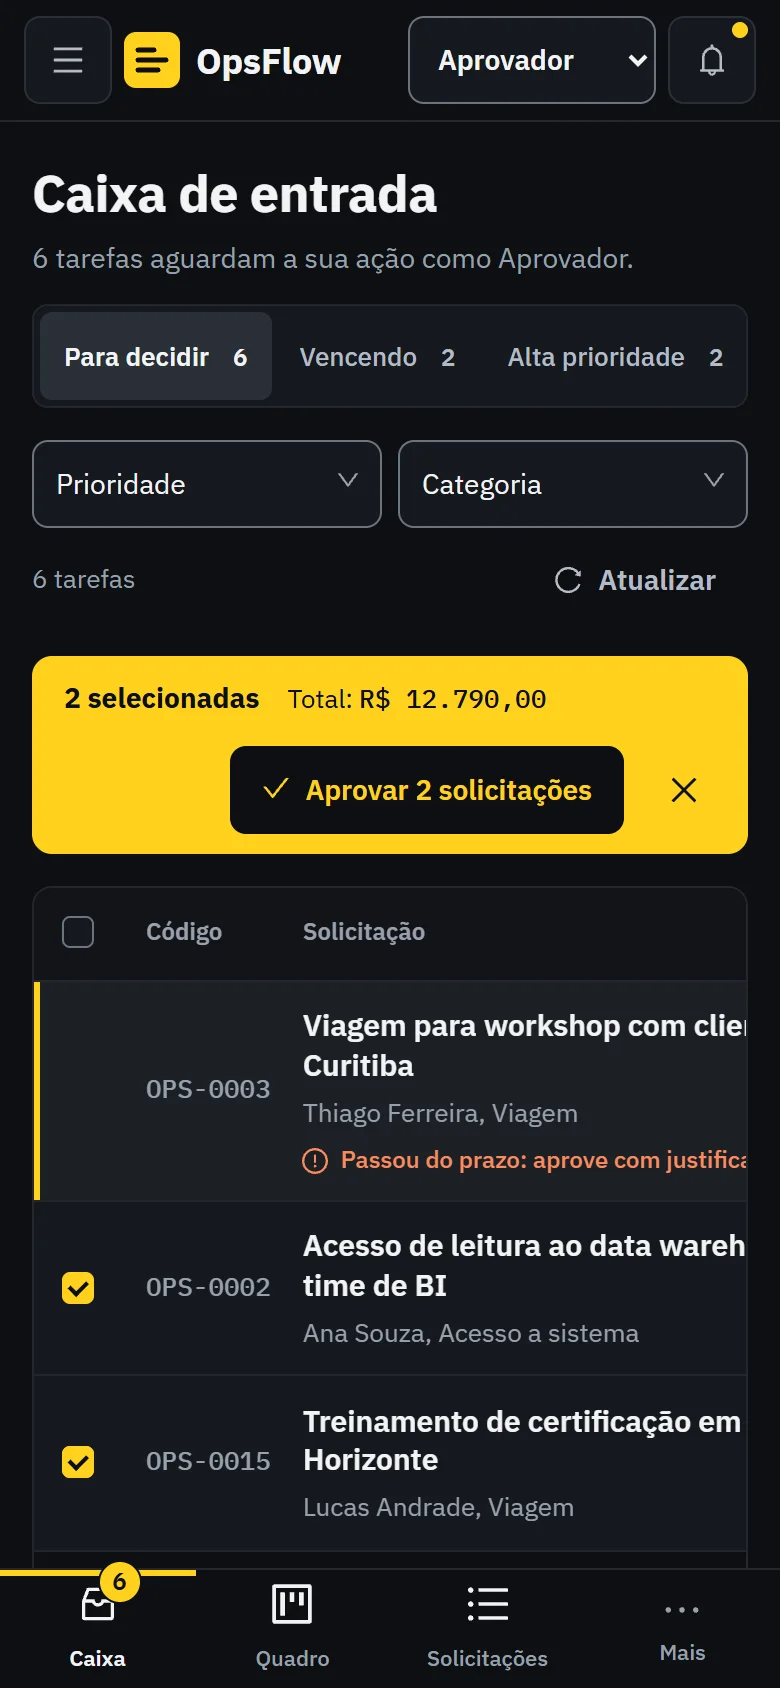 OpsFlow
Aprovador
Caixa de entrada
6 tarefas aguardam a sua ação como Aprovador.
Para decidir 6 Vencendo 2 Alta prioridade 2
Prioridade Categoria
6 tarefas Atualizar
2 selecionadas Total: R$ 12.790,00
Aprovar 2 solicitações
Código Solicitação
OPS-0003
Viagem para workshop com clie
Curitiba
Thiago Ferreira, Viagem
Passou do prazo: aprove com justifica
OPS-0002
Acesso de leitura ao data wareh
time de BI
Ana Souza, Acesso a sistema
OPS-0015
Treinamento de certificação em
Horizonte
Lucas Andrade, Viagem
6
Caixa Quadro Solicitações Mais